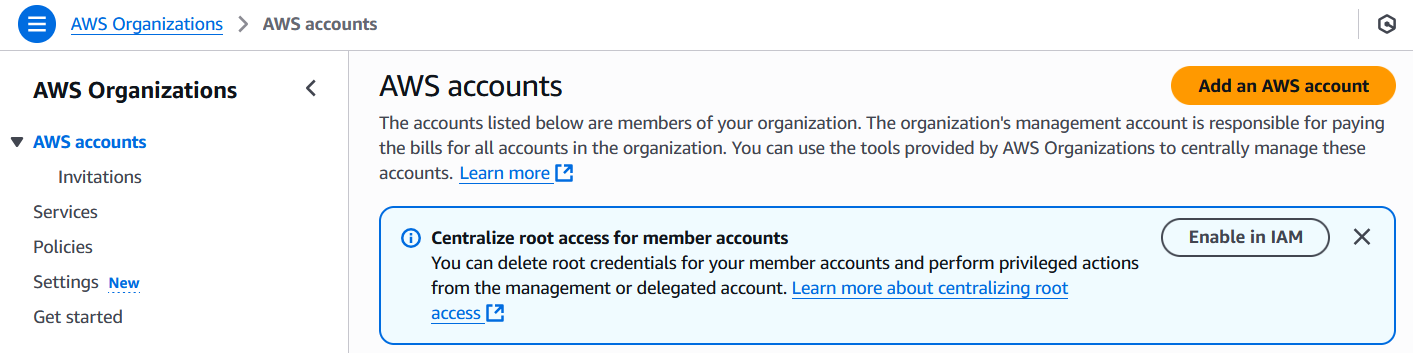 AWS Organizations > AWS accounts
AWS Organizations
AWS accounts
Invitations
Services
Policies
Settings New
Get started
AWS accounts
Add an AWS account
The accounts listed below are members of your organization. The organization's management account is responsible for paying
the bills for all accounts in the organization. You can use the tools provided by AWS Organizations to centrally manage these
accounts. Learn more
Centralize root access for member accounts
Enable in IAM
You can delete root credentials for your member accounts and perform privileged actions
from the management or delegated account. Learn more about centralizing root
access